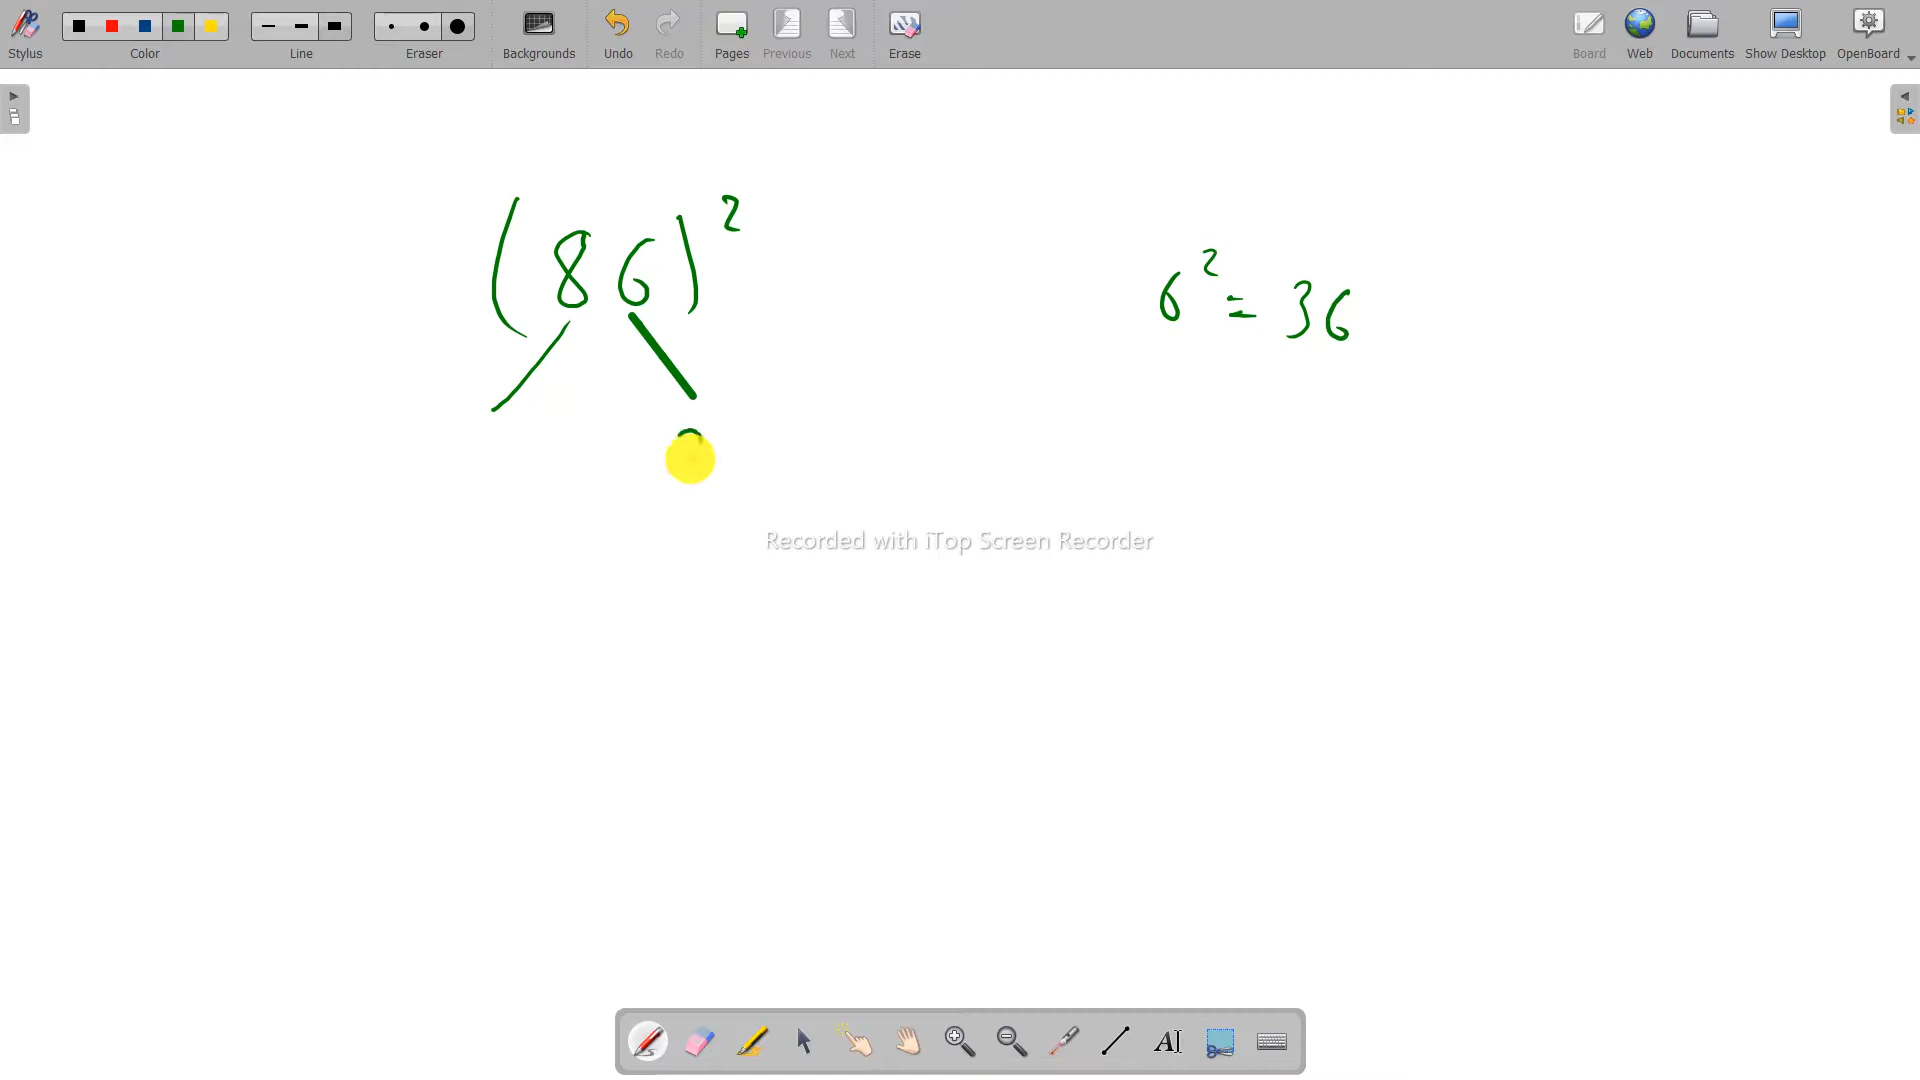 Stylus Color Line Eraser Backgrounds Undo Redo Pages Previous Next Erase Board Web Documents Show Desktop OpenBoard
(86)²
6² = 36
Recorded with iTop Screen Recorder
A